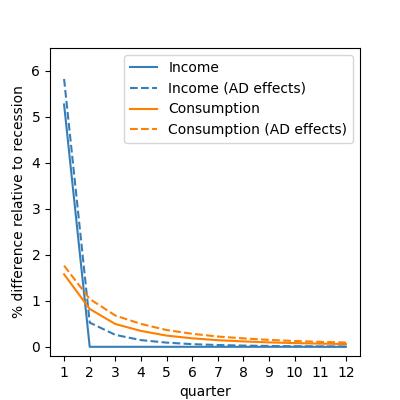 Income
Income (AD effects)
Consumption
Consumption (AD effects)
% difference relative to recession
6
5
4
3
2
1
0
1 2 3 4 5 6 7 8 9 10 11 12
quarter